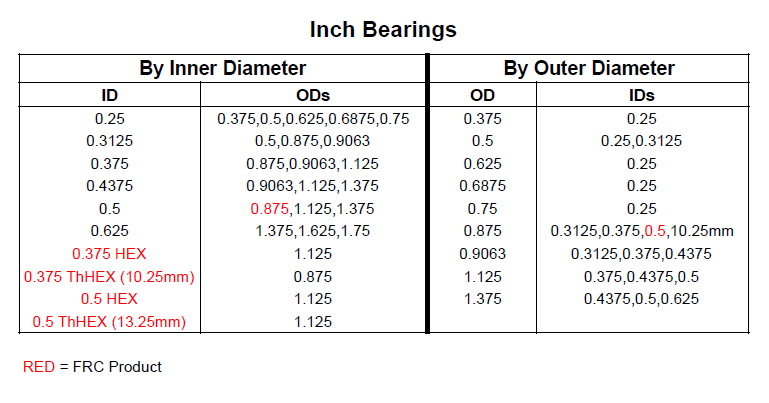 Inch Bearings
By Inner Diameter By Outer Diameter
ID ODs OD IDs
0.25 0.375,0.5,0.625,0.6875,0.75 0.375 0.25
0.3125 0.5,0.875,0.9063 0.5 0.25,0.3125
0.375 0.875,0.9063,1.125 0.625 0.25
0.4375 0.9063,1.125,1.375 0.6875 0.25
0.5 0.875,1.125,1.375 0.75 0.25
0.625 1.375,1.625,1.75 0.875 0.3125,0.375,0.5,10.25mm
0.375 HEX 1.125 0.9063 0.3125,0.375,0.4375
0.375 ThHEX (10.25mm) 0.875 1.125 0.375,0.4375,0.5
0.5 HEX 1.125 1.375 0.4375,0.5,0.625
0.5 ThHEX (13.25mm) 1.125
RED = FRC Product